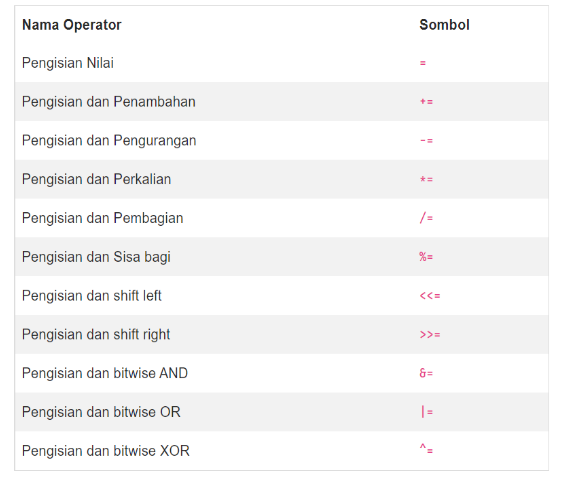 Nama Operator Sombol
Pengisian Nilai =
Pengisian dan Penambahan +=
Pengisian dan Pengurangan -=
Pengisian dan Perkalian *=
Pengisian dan Pembagian /=
Pengisian dan Sisa bagi %=
Pengisian dan shift left <<=
Pengisian dan shift right >>=
Pengisian dan bitwise AND &=
Pengisian dan bitwise OR |=
Pengisian dan bitwise XOR ^=